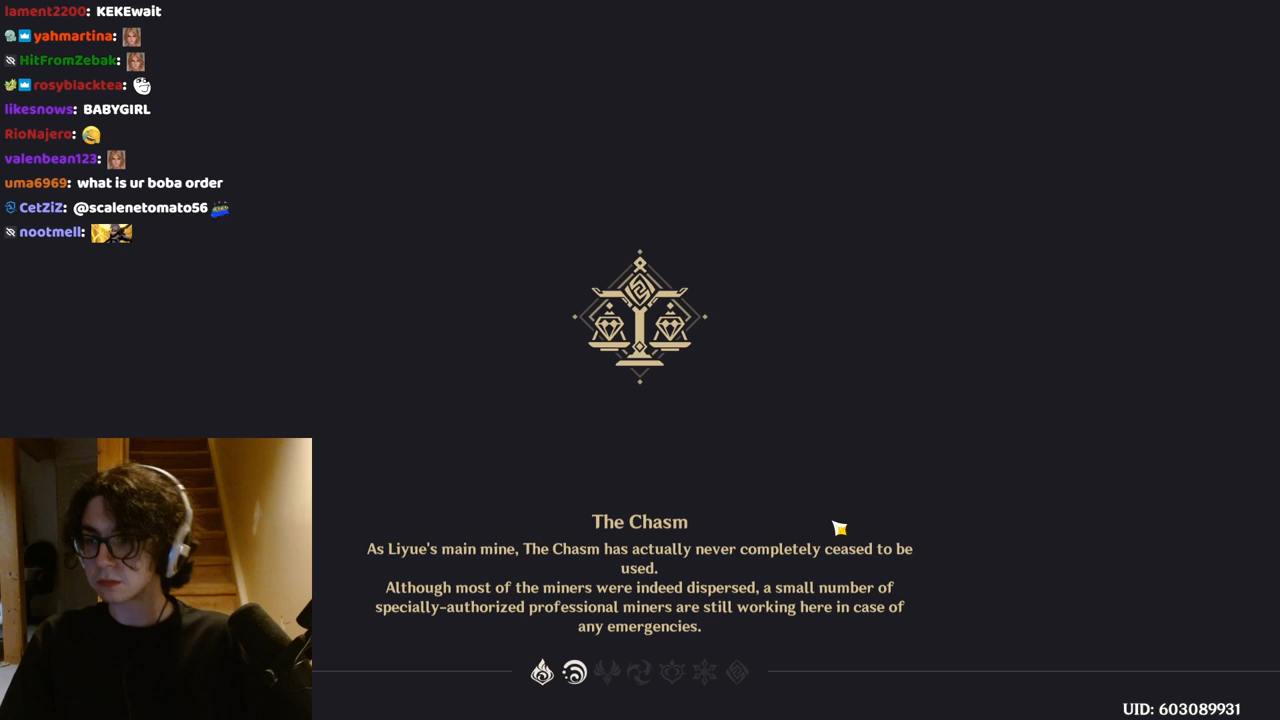 lament2200: KEKEwait
yahmartina:
HitFromZebak:
rosyblacktea:
likesnows: BABYGIRL
RioNajero:
valenbean123:
uma6969: what is ur boba order
CetZiZ: @scalenetomato56
nootmell:
The Chasm
As Liyue's main mine, The Chasm has actually never completely ceased to be
used.
Although most of the miners were indeed dispersed, a small number of
specially-authorized professional miners are still working here in case of
any emergencies.
UID: 603089931